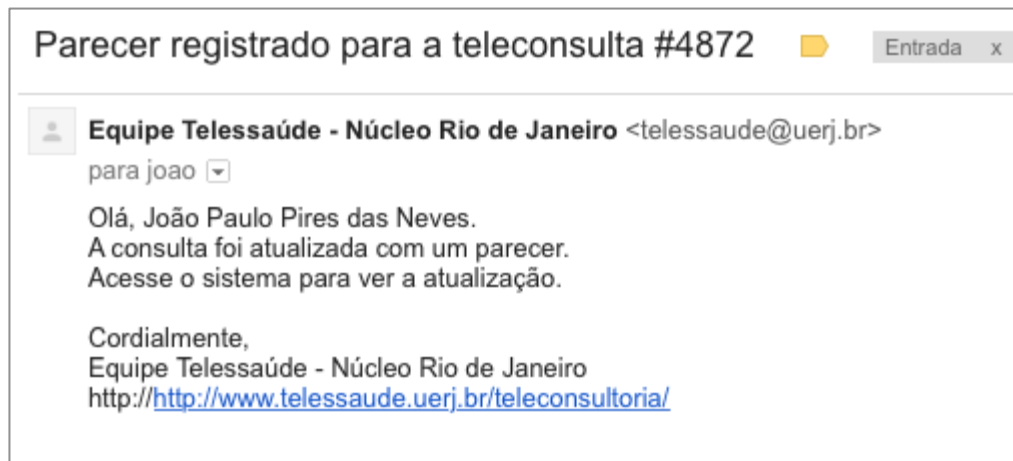 Parecer registrado para a teleconsulta #4872 Entrada x
Equipe Telessaúde - Núcleo Rio de Janeiro <telessaude@uerj.br>
para joao
Olá, João Paulo Pires das Neves.
A consulta foi atualizada com um parecer.
Acesse o sistema para ver a atualização.
Cordialmente,
Equipe Telessaúde - Núcleo Rio de Janeiro
http://http://www.telessaude.uerj.br/teleconsultoria/